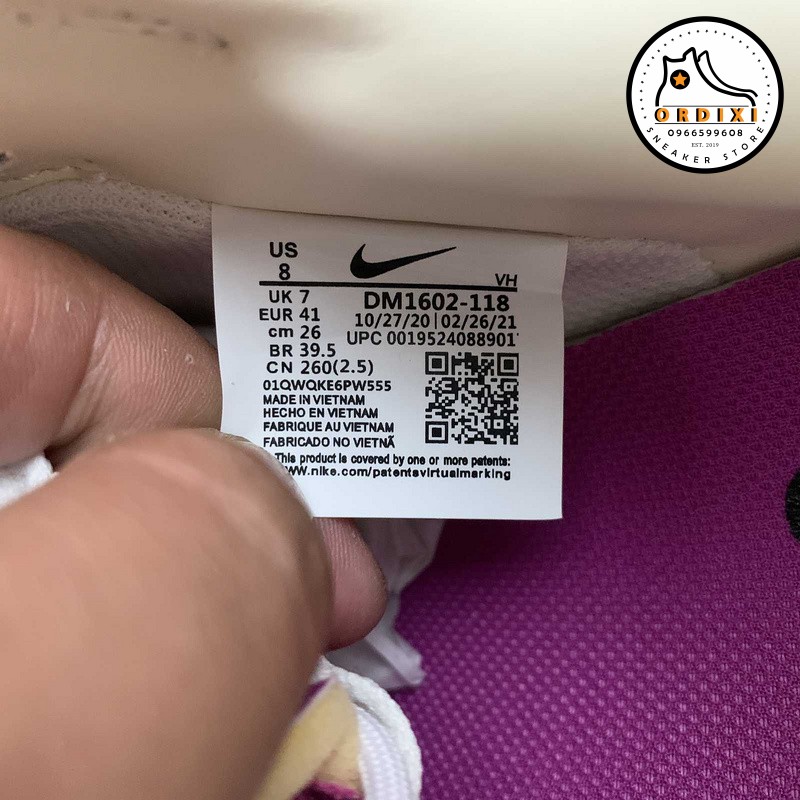 ORDIXI
0966599608
EST. 2019
SNEAKER STORE
US
8
VH
UK 7
DM1602-118
EUR 41
10/27/20|02/26/21
cm 26
UPC 0019524088901
BR 39.5
CN 260(2.5)
01QWQKE6PW555
MADE IN VIETNAM
HECHO EN VIETNAM
FABRIQUE AU VIETNAM
FABRICADO NO VIETNÃ
This product is covered by one or more patents:
WW.nike.com/patentsvirtualmarking